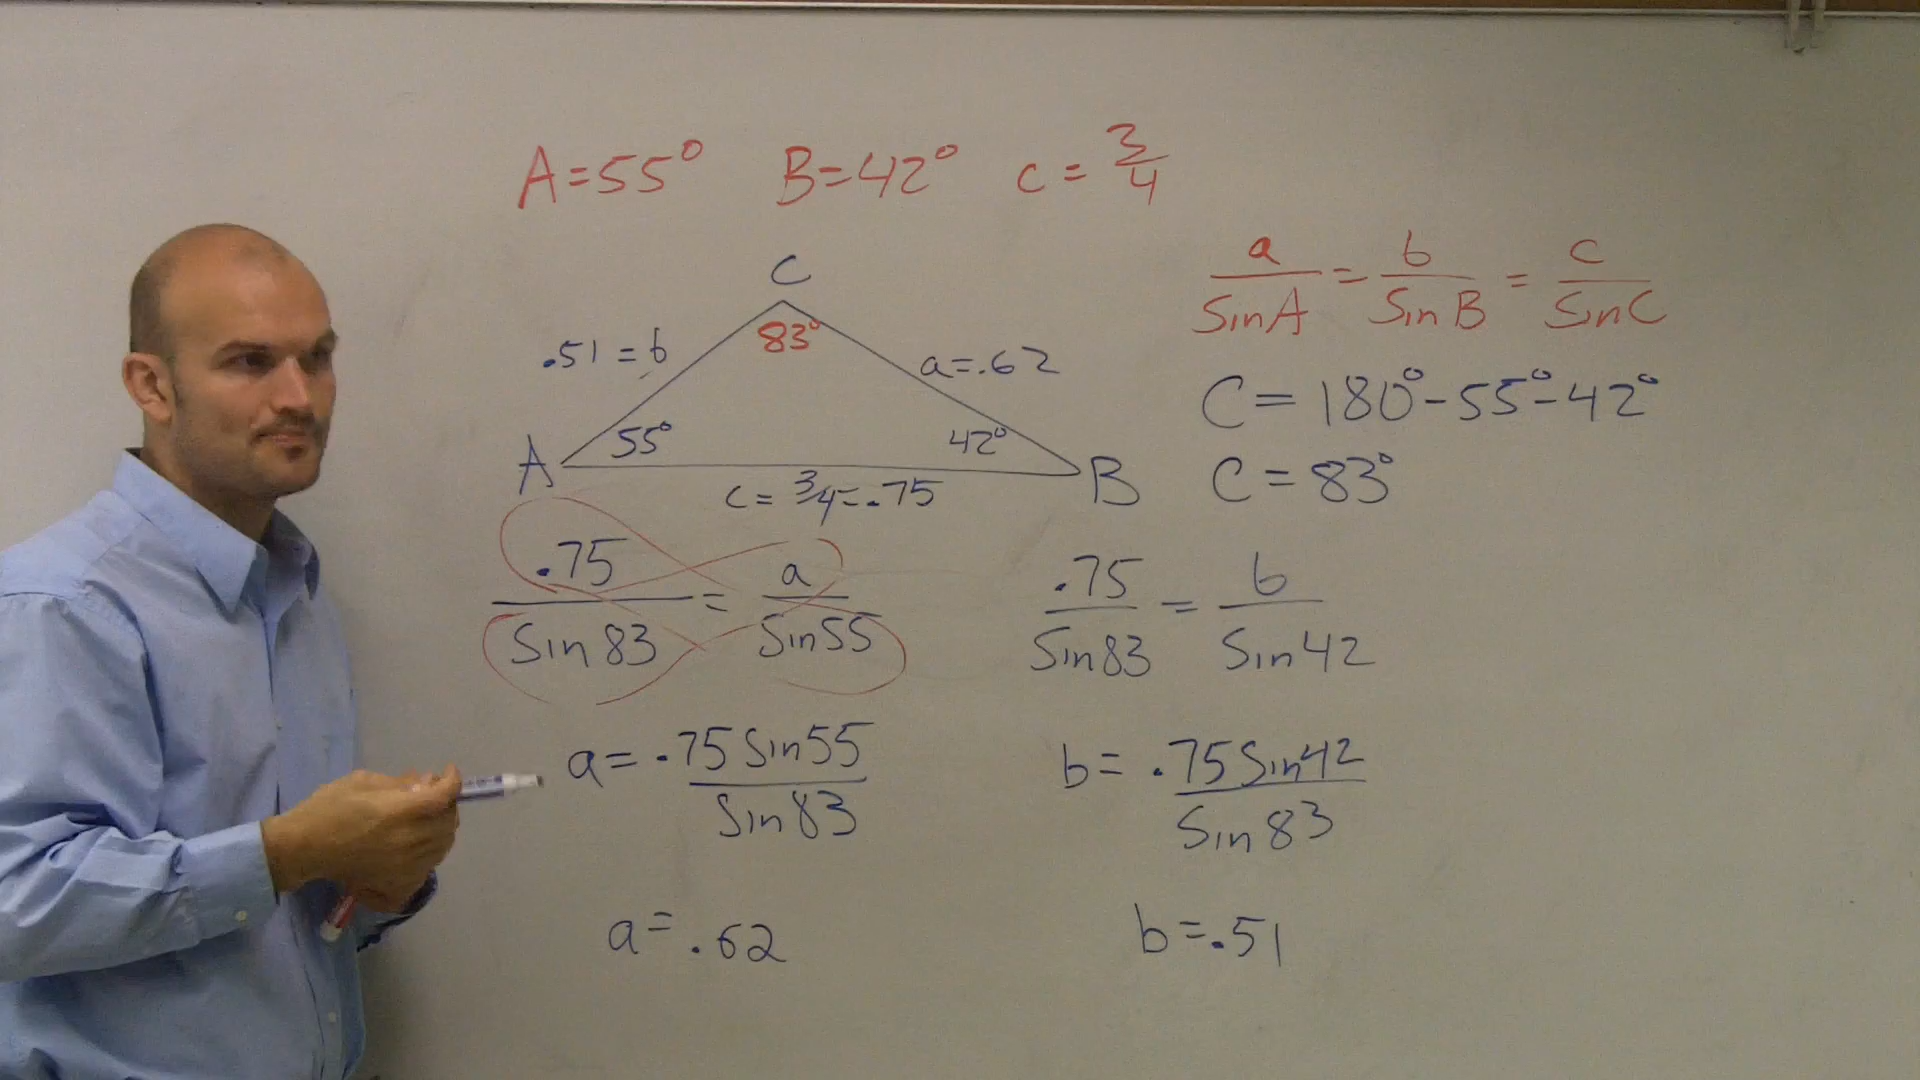 A=55° B=42° c=3/4
a/SinA = b/SinB = c/SinC
C
83°
.51=b
a=.62
C=180°-55°-42°
55°
42°
A
B
c=3/4=.75
C=83°
.75/Sin83 = a/Sin55
.75/Sin83 = b/Sin42
a=.75Sin55/Sin83
b=.75Sin42/Sin83
a=.62
b=.51